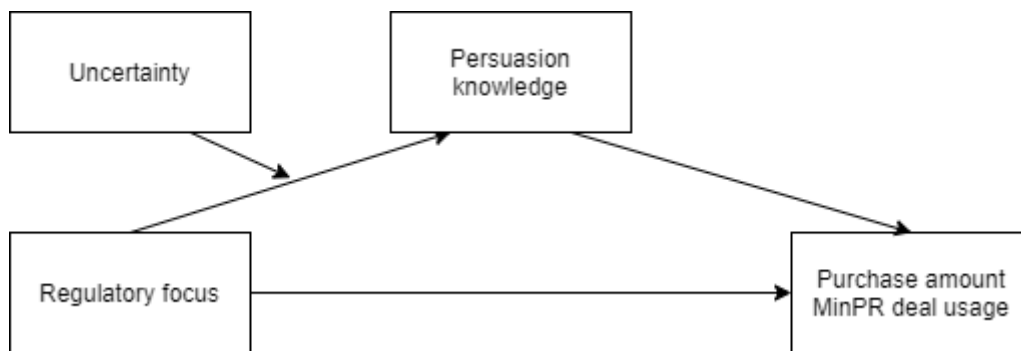 Uncertainty
Persuasion
knowledge
Regulatory focus
Purchase amount
MinPR deal usage